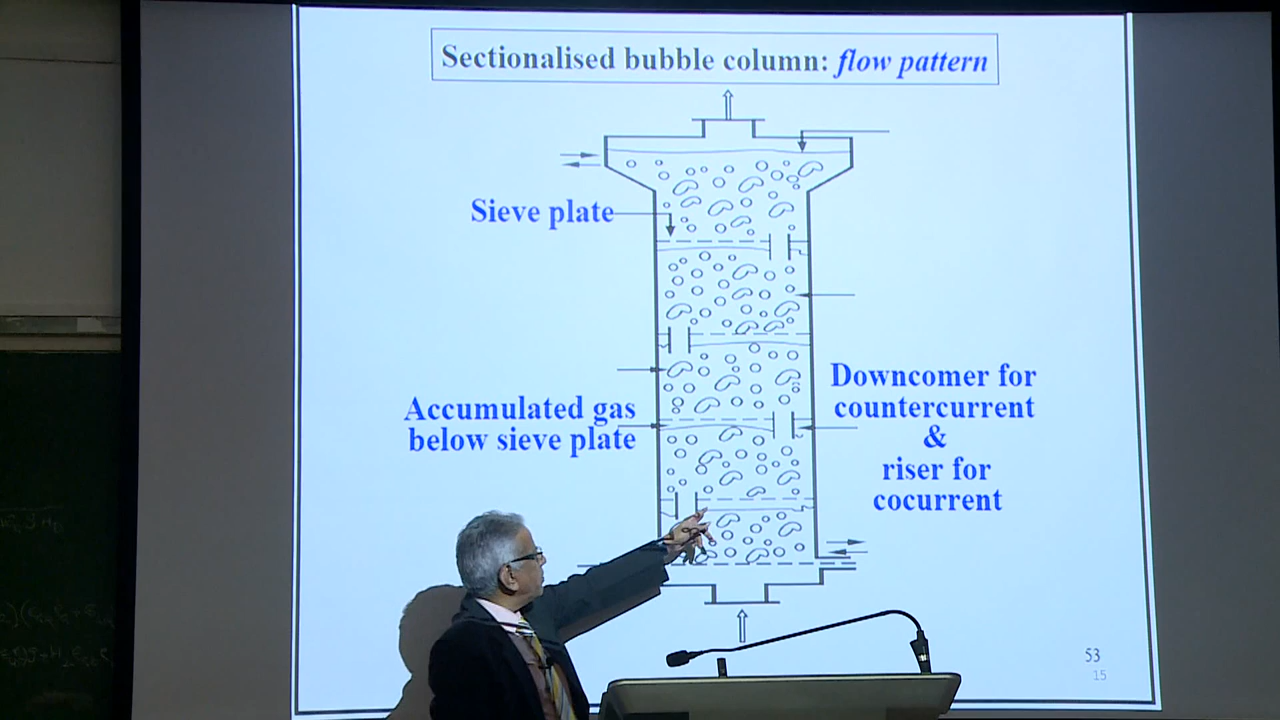 Sectionalised bubble column: flow pattern
Sieve plate
Accumulated gas
below sieve plate
Downcomer for
countercurrent
&
riser for
cocurrent
53
15